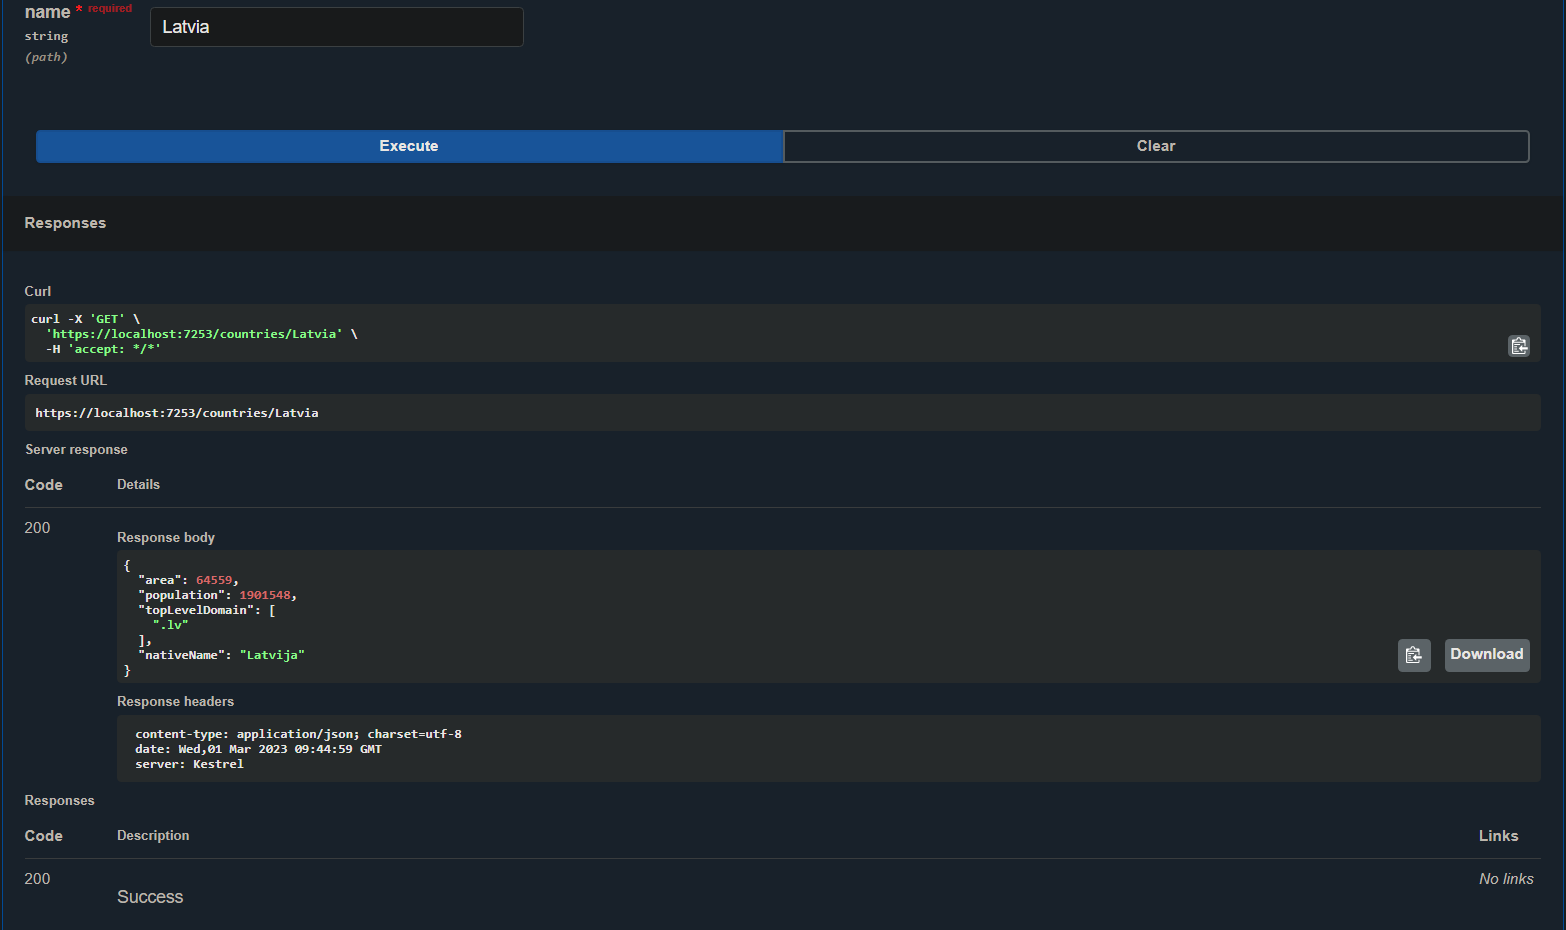 name * required
string
(path)
Latvia
Execute
Clear
Responses
Curl
curl -X 'GET' \
  'https://localhost:7253/countries/Latvia' \
  -H 'accept: */*'
Request URL
https://localhost:7253/countries/Latvia
Server response
Code Details
200
Response body
{
  "area": 64559,
  "population": 1901548,
  "topLevelDomain": [
    ".lv"
  ],
  "nativeName": "Latvija"
}
Download
Response headers
content-type: application/json; charset=utf-8
date: Wed,01 Mar 2023 09:44:59 GMT
server: Kestrel
Responses
Code Description Links
200 No links
Success